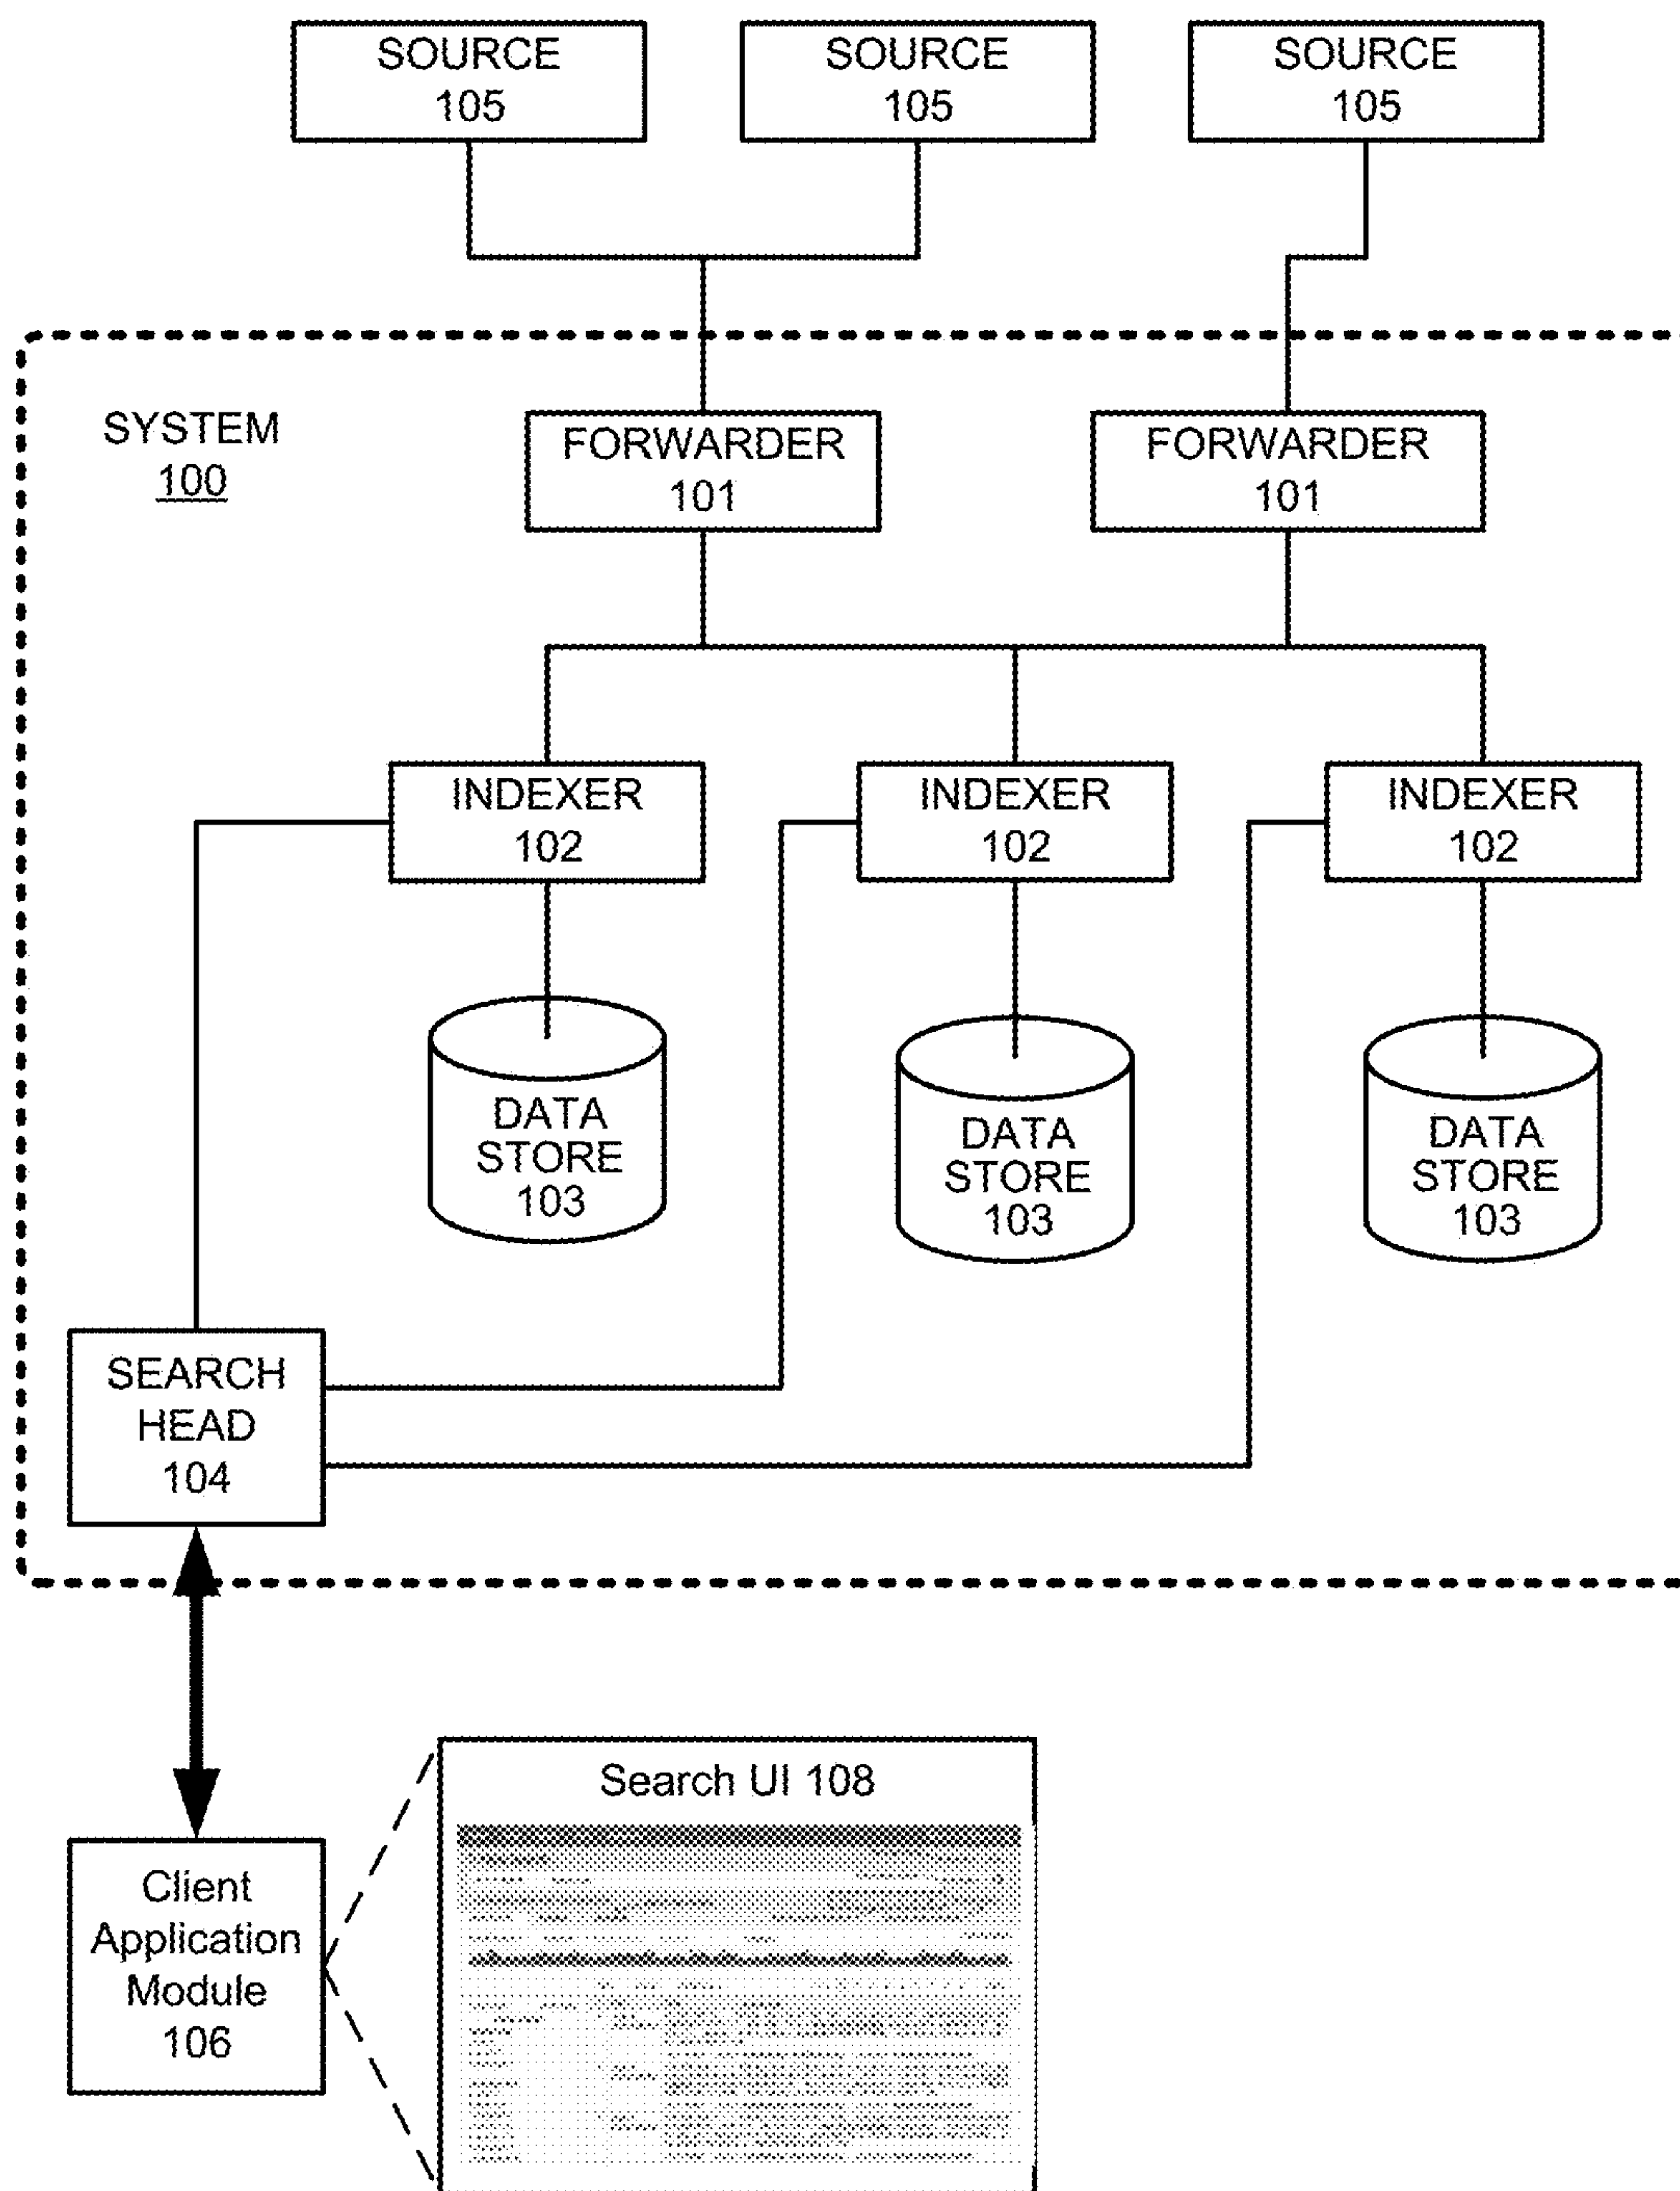 SOURCE
105
SOURCE
105
SOURCE
105
SYSTEM
100
FORWARDER
101
FORWARDER
101
INDEXER
102
INDEXER
102
INDEXER
102
DATA
STORE
103
DATA
STORE
103
DATA
STORE
103
SEARCH
HEAD
104
Search UI 108
Client
Application
Module
106